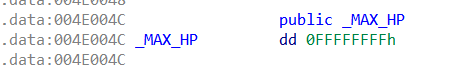 .data:004E0048
.data:004E004C public _MAX_HP
.data:004E004C _MAX_HP dd 0FFFFFFFFh
.data:004E004C